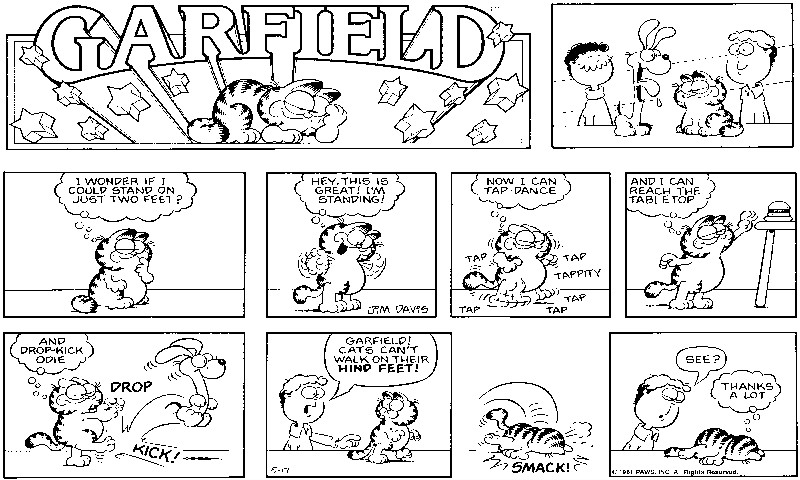 GARFIELD
I WONDER IF I
COULD STAND ON
JUST TWO FEET?
HEY, THIS IS
GREAT! I'M
STANDING!
JIM DAVIS
NOW I CAN
TAP-DANCE
TAP
TAP
TAPPITY
TAP
TAP
AND I CAN
REACH THE
TABLETOP
AND
DROP-KICK
ODIE
DROP
KICK!
GARFIELD!
CATS CAN'T
WALK ON THEIR
HIND FEET!
5-17
SMACK!
SEE?
THANKS
A LOT
© 1981 PAWS, INC. All Rights Reserved.